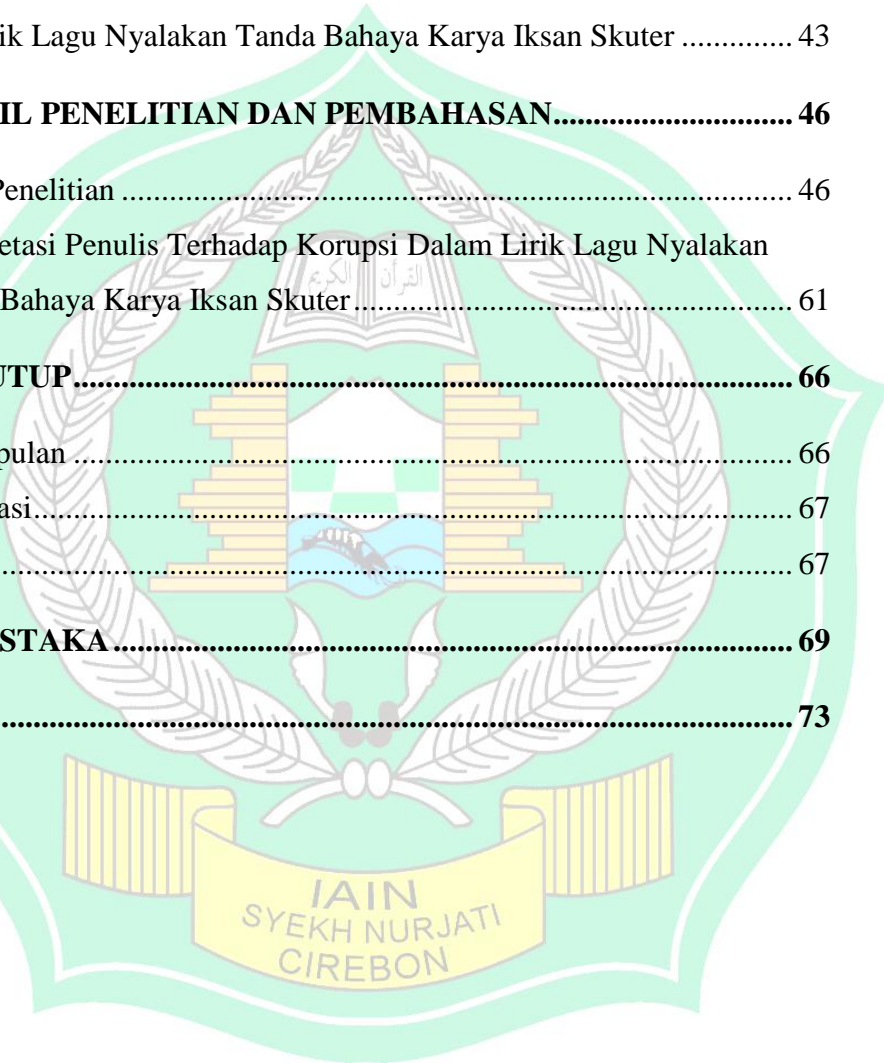 ik Lagu Nyalakan Tanda Bahaya Karya Iksan Skuter .............. 43
IL PENELITIAN DAN PEMBAHASAN............................. 46
Penelitian ................................................................................. 46
etasi Penulis Terhadap Korupsi Dalam Lirik Lagu Nyalakan
Bahaya Karya Iksan Skuter..................................................... 61
UTUP...................................................................................... 66
pulan ....................................................................................... 66
asi............................................................................................ 67
................................................................................................ 67
STAKA .................................................................................. 69
................................................................................................ 73
القرآن الكريم
IAIN
SYEKH NURJATI
CIREBON